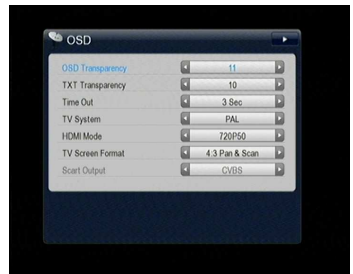 OSD
OSD Transparency 11
TXT Transparency 10
Time Out 3 Sec
TV System PAL
HDMI Mode 720P50
TV Screen Format 4:3 Pan & Scan
Scart Output CVBS